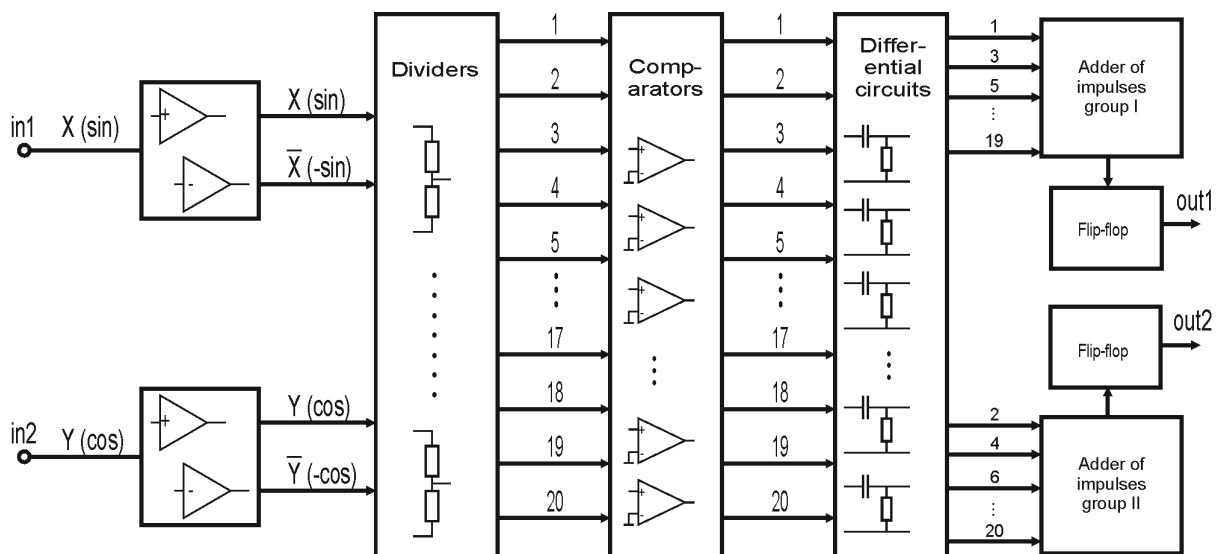 in1
X (sin)
+
-
X (sin)
X̅ (-sin)
in2
Y (cos)
+
-
Y (cos)
Y̅ (-cos)
Dividers
1
2
3
4
5
17
18
19
20
Comp-
arators
+
-
+
-
+
-
+
-
+
-
1
2
3
4
5
17
18
19
20
Differ-
ential
circuits
1
3
5
...
19
Adder of
impulses
group I
Flip-flop
out1
Flip-flop
out2
2
4
6
...
20
Adder of
impulses
group II